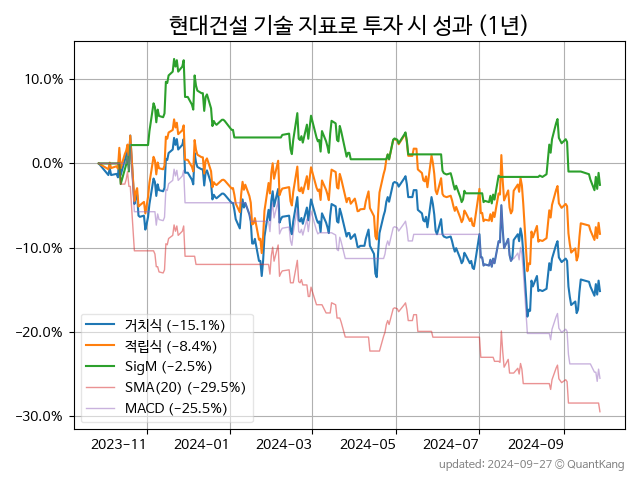 현대건설 기술 지표로 투자 시 성과 (1년)
10.0%
0.0%
−10.0%
−20.0%
−30.0%
거치식 (−15.1%)
적립식 (−8.4%)
SigM (−2.5%)
SMA(20) (−29.5%)
MACD (−25.5%)
2023−11 2024−01 2024−03 2024−05 2024−07 2024−09
updated: 2024-09-27 © QuantKang